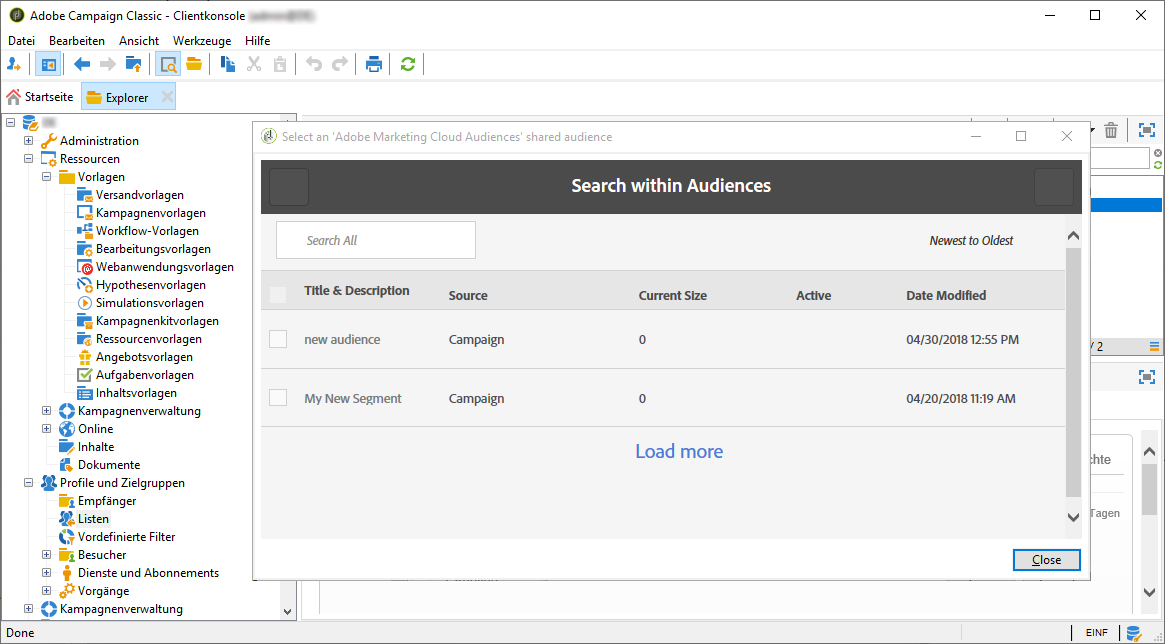 Adobe Campaign Classic - Clientkonsole
Datei Bearbeiten Ansicht Werkzeuge Hilfe
Startseite Explorer
Administration
Ressourcen
Vorlagen
Versandvorlagen
Kampagnenvorlagen
Workflow-Vorlagen
Bearbeitungsvorlagen
Webanwendungsvorlagen
Hypothesenvorlagen
Simulationsvorlagen
Kampagnenkitvorlagen
Ressourcenvorlagen
Angebotsvorlagen
Aufgabenvorlagen
Inhaltsvorlagen
Kampagnenverwaltung
Online
Inhalte
Dokumente
Profile und Zielgruppen
Empfänger
Listen
Vordefinierte Filter
Besucher
Dienste und Abonnements
Vorgänge
Kampagnenverwaltung
Select an 'Adobe Marketing Cloud Audiences' shared audience
Search within Audiences
Search All Newest to Oldest
Title & Description Source Current Size Active Date Modified
new audience Campaign 0 04/30/2018 12:55 PM
My New Segment Campaign 0 04/20/2018 11:19 AM
Load more
Close
/ 2
chte
Tagen
Done EINF